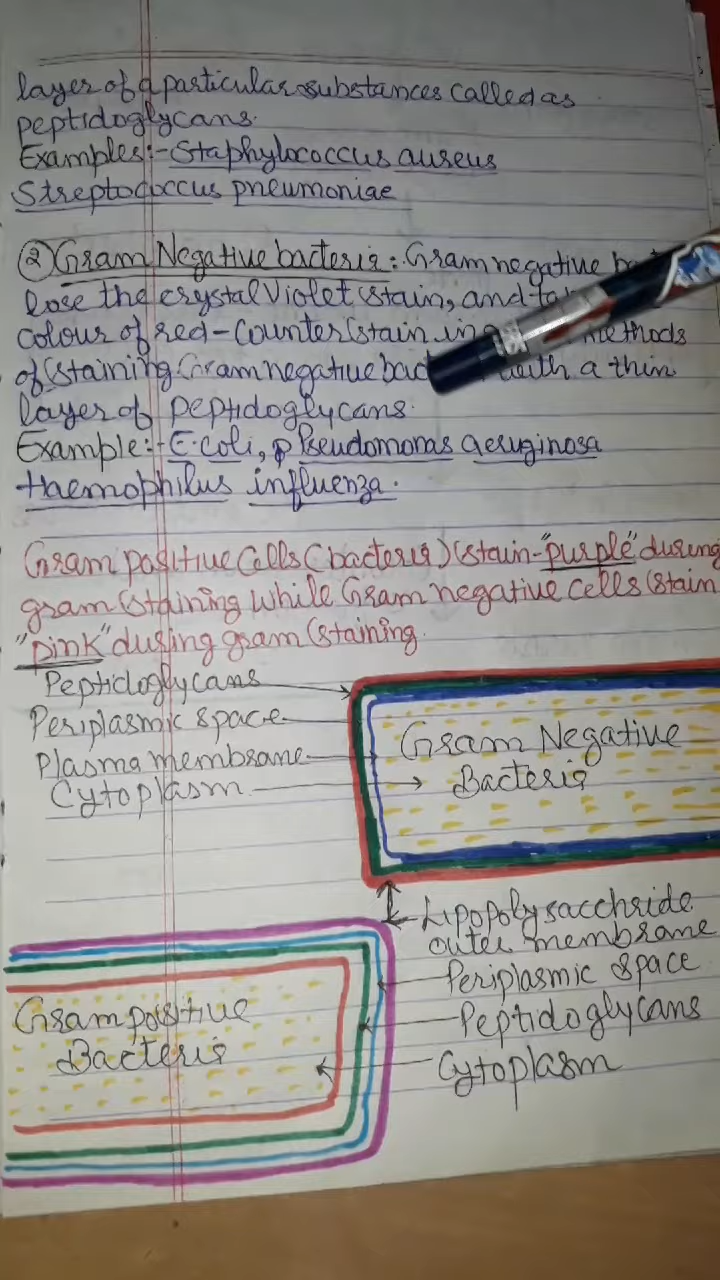 layer of a particular substances called as
peptidoglycans.
Examples:- Staphylococcus aureus
Streptococcus pneumoniae
② Gram Negative bacteria: Gram negative
lose the crystal Violet stain, and
colour of red-counter stain in
of staining Gram negative with a thin
layer of peptidoglycans.
Example:- E.coli, Pseudomonas aeruginosa
Haemophilus influenza.
Gram positive cells (bacteria) stain-"purple" during
gram staining while Gram negative cells stain
"pink" during gram staining.
Peptidoglycans
Periplasmic space
Plasma membrane
Cytoplasm
Gram Negative
Bacteria
Lipopolysacchride
outer membrane
Periplasmic space
Peptidoglycans
Cytoplasm
Gram positive
Bacteria